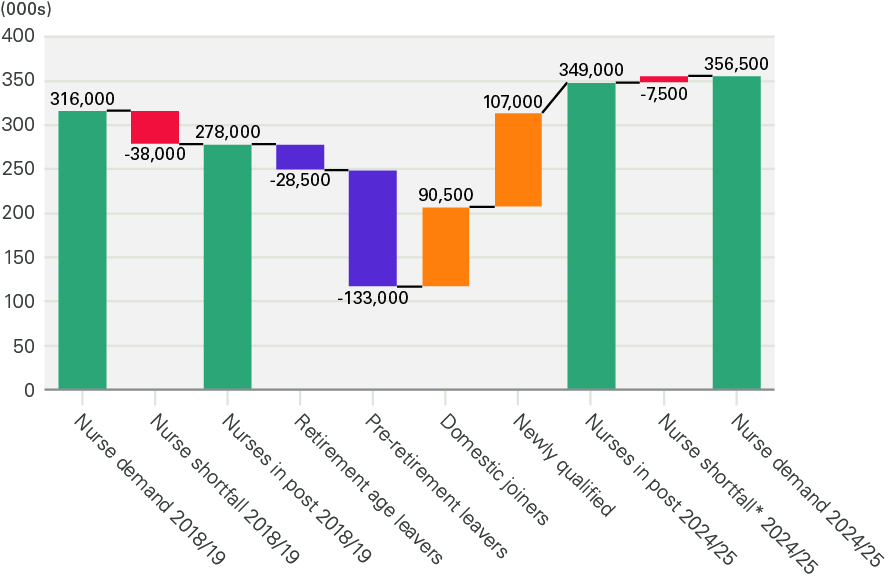 (000s)
400
350
300
250
200
150
100
50
0
316,000
-38,000
278,000
-28,500
-133,000
90,500
107,000
349,000
-7,500
356,500
Nurse demand 2018/19
Nurse shortfall 2018/19
Nurses in post 2018/19
Retirement age leavers
Pre-retirement leavers
Domestic joiners
Newly qualified
Nurses in post 2024/25
Nurse shortfall* 2024/25
Nurse demand 2024/25